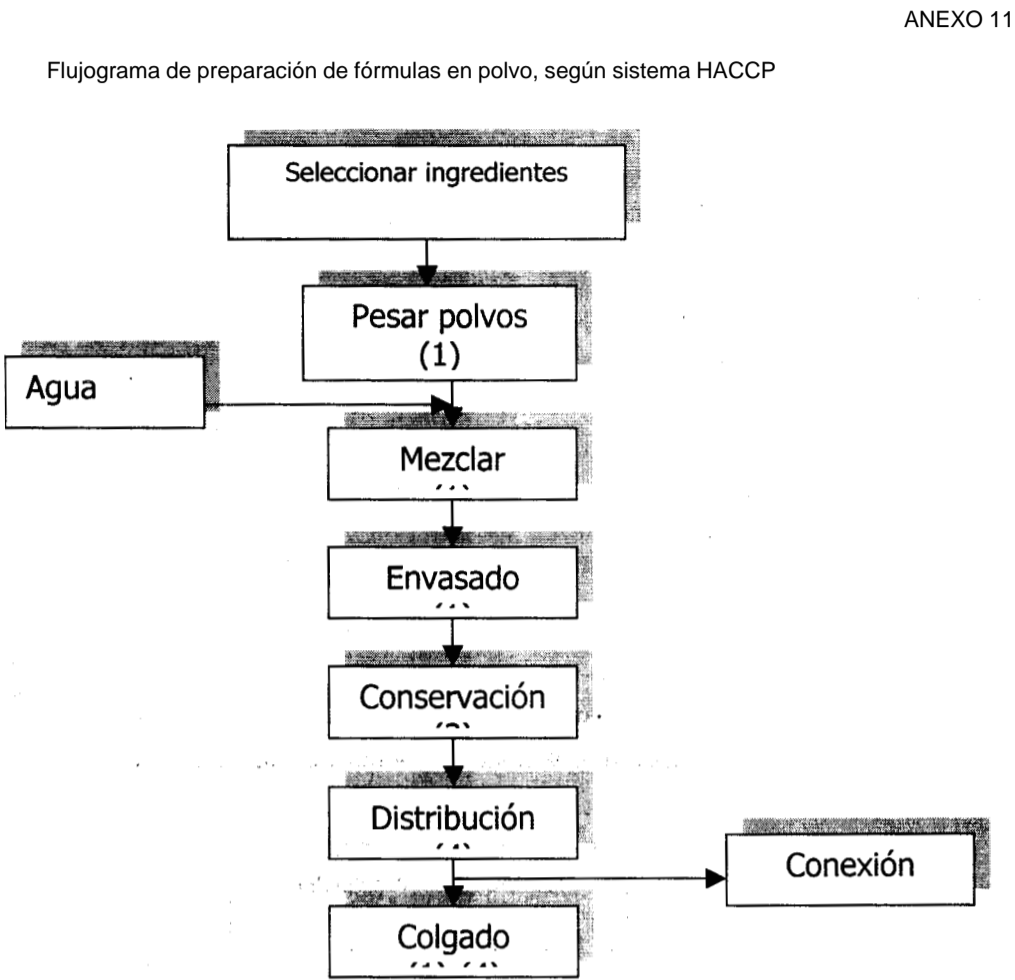 ANEXO 11
Flujograma de preparación de fórmulas en polvo, según sistema HACCP
Seleccionar ingredientes
Pesar polvos
(1)
Agua
Mezclar
Envasado
Conservación
Distribución
Conexión
Colgado